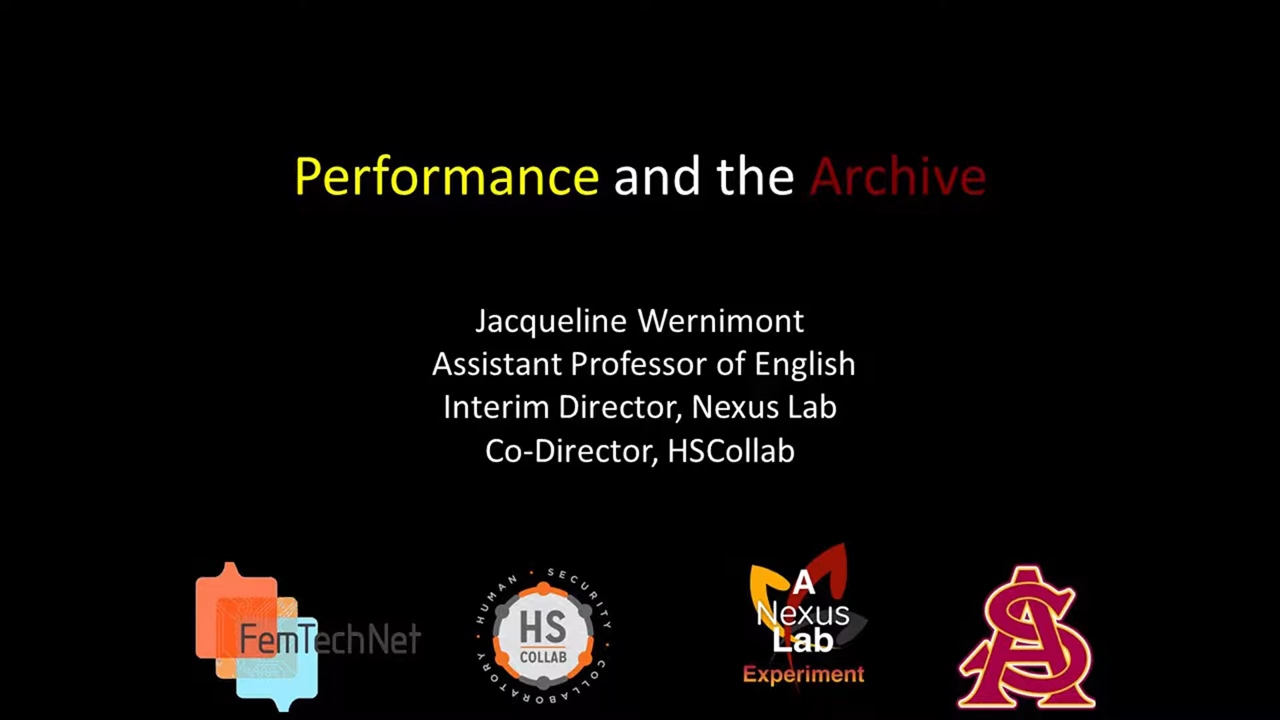 Performance and the Archive
Jacqueline Wernimont
Assistant Professor of English
Interim Director, Nexus Lab
Co-Director, HSCollab
FemTechNet
HUMAN • SECURITY • COLLABORATORY •
HS
COLLAB
A
Nexus
Lab
Experiment
ASU